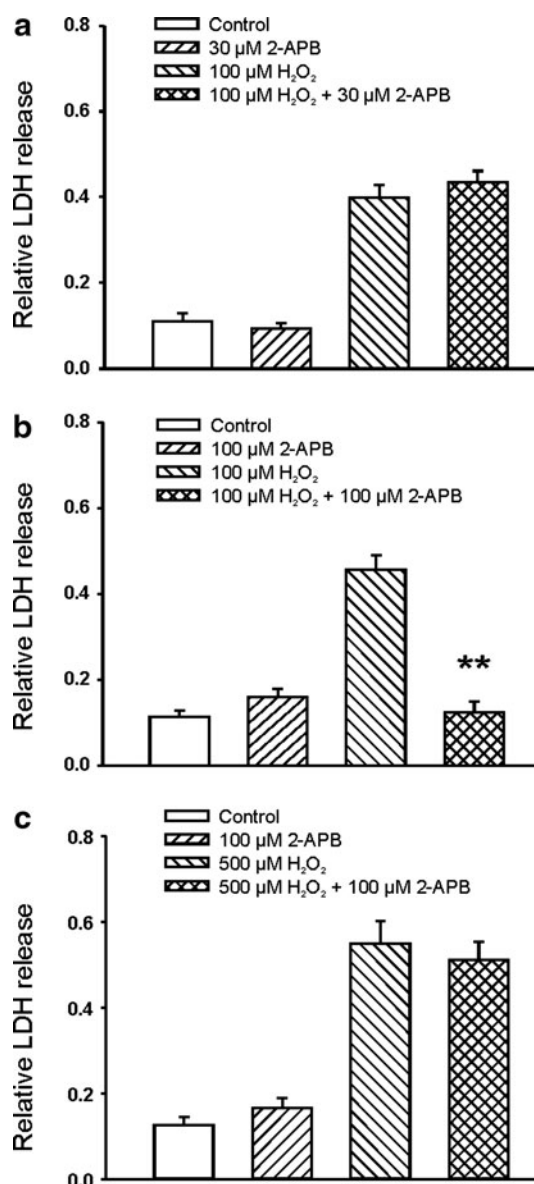 a
0.8
0.6
0.4
0.2
0.0
Relative LDH release
Control
30 µM 2-APB
100 µM H₂O₂
100 µM H₂O₂ + 30 µM 2-APB
b
0.8
0.6
0.4
0.2
0.0
Relative LDH release
Control
100 µM 2-APB
100 µM H₂O₂
100 µM H₂O₂ + 100 µM 2-APB
**
c
0.8
0.6
0.4
0.2
0.0
Relative LDH release
Control
100 µM 2-APB
500 µM H₂O₂
500 µM H₂O₂ + 100 µM 2-APB